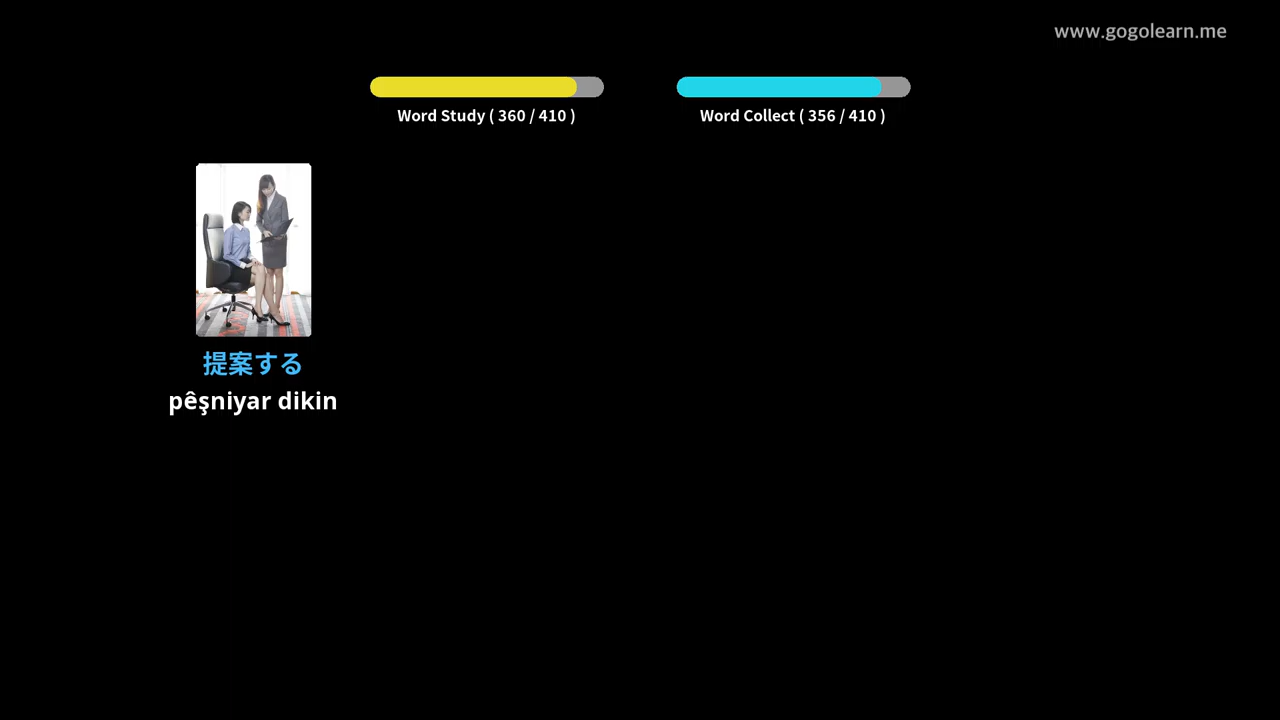 www.gogolearn.me
Word Study ( 360 / 410 )
Word Collect ( 356 / 410 )
提案する
pêşniyar dikin